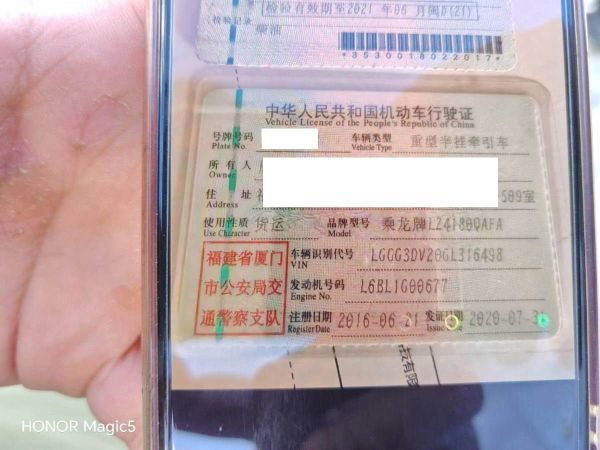 检验有效期至2021 年06 月闽D(21)
检验记录
柴油
*3530018022017*
中华人民共和国机动车行驶证
Vehicle License of the People's Republic of China
号牌号码 车辆类型 重型半挂牵引车
Plate No. Vehicle Type
所有人
Owner
住 址 509室
Address
使用性质 货运 品牌型号 乘龙牌LZ4180QAFA
Use Character Model
福建省厦门 车辆识别代号 LGGG3DV20GL316498
VIN
市公安局交 发动机号码 L6BL1G00677
Engine No.
通警察支队 注册日期 2016-06-21 发证日期 2020-07-31
Register Date Issue
HONOR Magic5